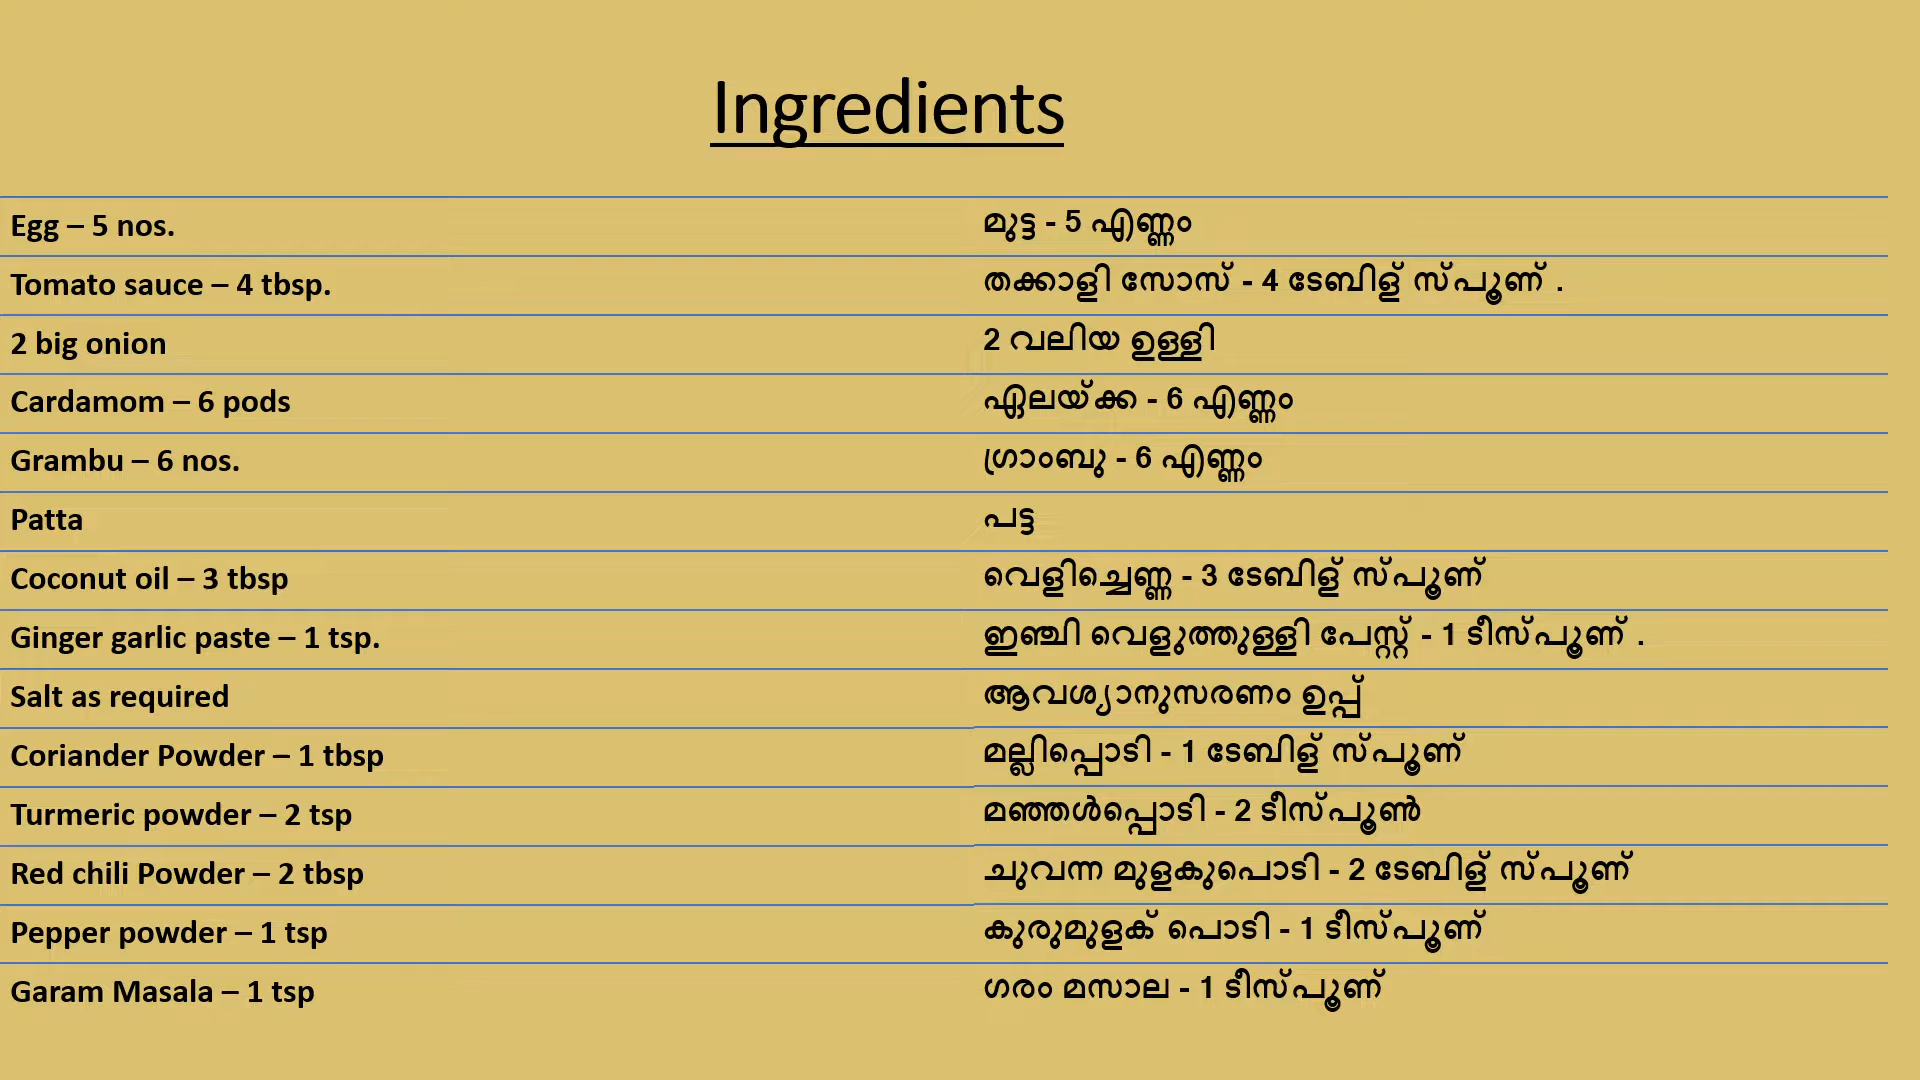 Ingredients
Egg – 5 nos.
മുട്ട - 5 എണ്ണം
Tomato sauce – 4 tbsp.
തക്കാളി സോസ് - 4 ടേബിള് സ്പൂണ് .
2 big onion
2 വലിയ ഉള്ളി
Cardamom – 6 pods
ഏലയ്ക്ക - 6 എണ്ണം
Grambu – 6 nos.
ഗ്രാംബു - 6 എണ്ണം
Patta
പട്ട
Coconut oil – 3 tbsp
വെളിച്ചെണ്ണ - 3 ടേബിള് സ്പൂണ്
Ginger garlic paste – 1 tsp.
ഇഞ്ചി വെളുത്തുള്ളി പേസ്റ്റ് - 1 ടീസ്പൂണ് .
Salt as required
ആവശ്യാനുസരണം ഉപ്പ്
Coriander Powder – 1 tbsp
മല്ലിപ്പൊടി - 1 ടേബിള് സ്പൂണ്
Turmeric powder – 2 tsp
മഞ്ഞൾപ്പൊടി - 2 ടീസ്പൂൺ
Red chili Powder – 2 tbsp
ചുവന്ന മുളകുപൊടി - 2 ടേബിള് സ്പൂണ്
Pepper powder – 1 tsp
കുരുമുളക് പൊടി - 1 ടീസ്പൂണ്
Garam Masala – 1 tsp
ഗരം മസാല - 1 ടീസ്പൂണ്